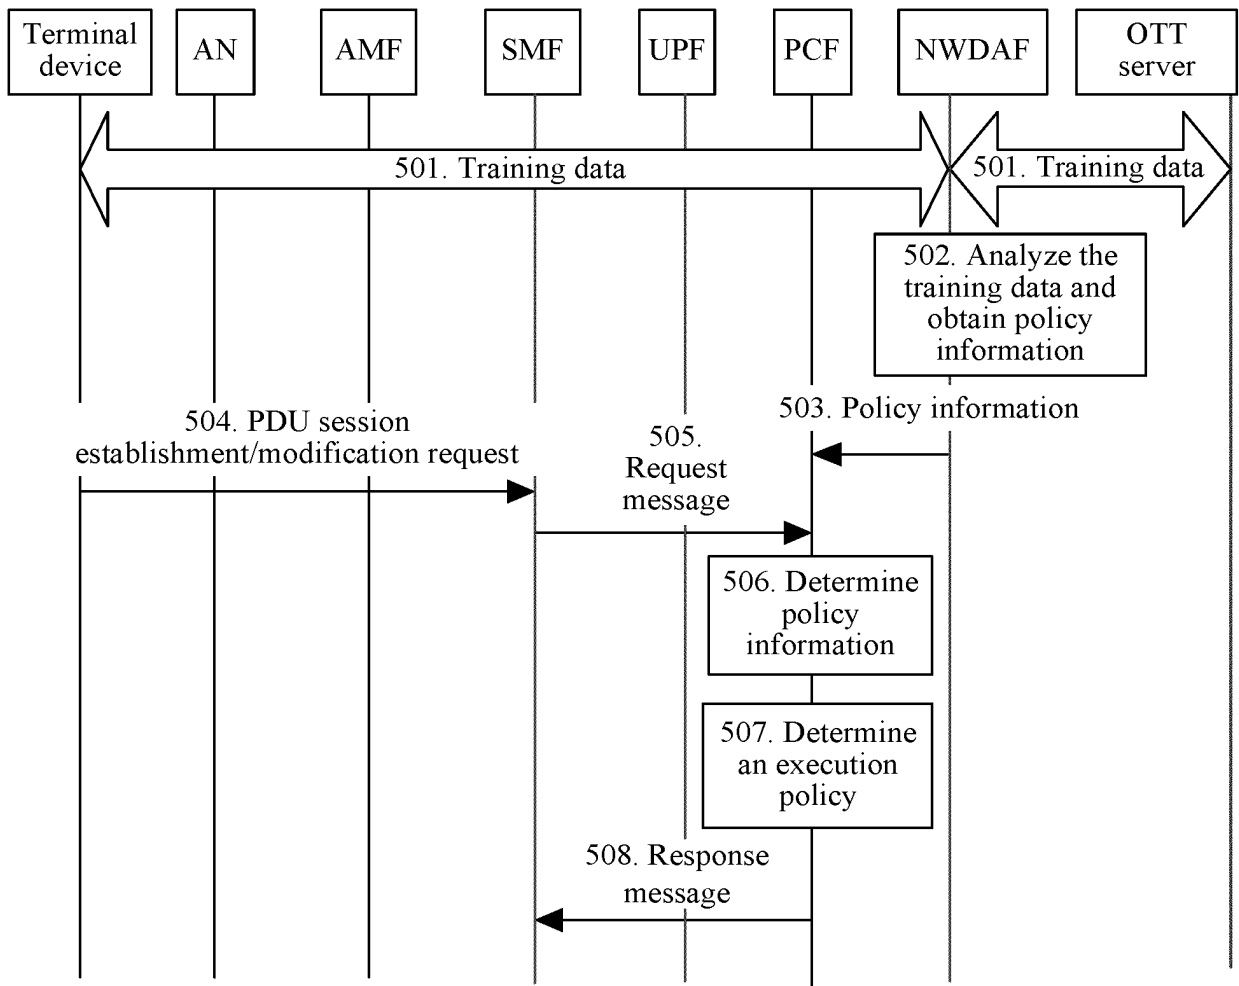 Terminal
device
AN
AMF
SMF
UPF
PCF
NWDAF
OTT
server
501. Training data
501. Training data
502. Analyze the
training data and
obtain policy
information
503. Policy information
504. PDU session
establishment/modification request
505.
Request
message
506. Determine
policy
information
507. Determine
an execution
policy
508. Response
message